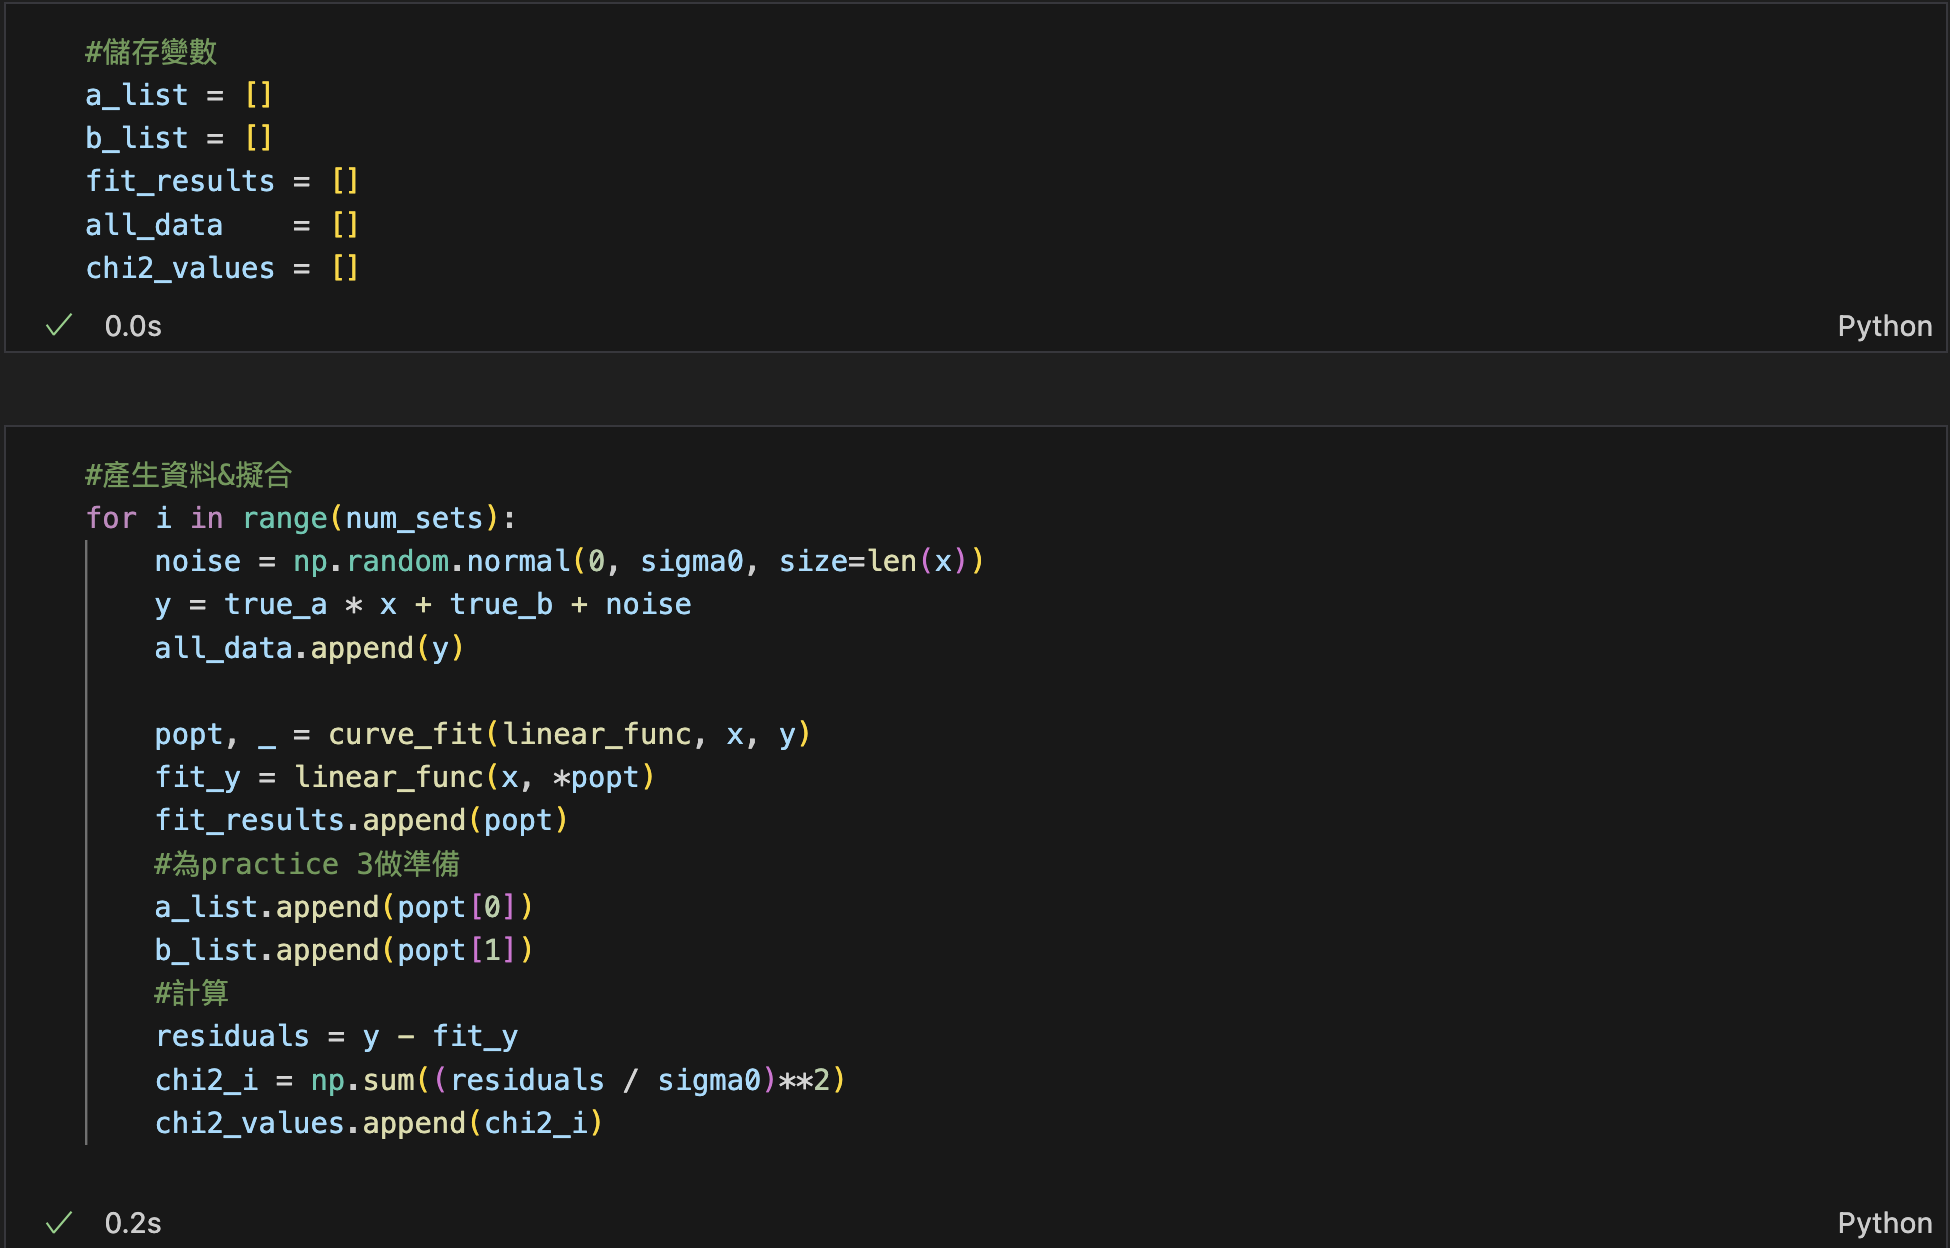 #儲存變數
a_list = []
b_list = []
fit_results = []
all_data    = []
chi2_values = []
0.0s
Python
#產生資料&擬合
for i in range(num_sets):
    noise = np.random.normal(0, sigma0, size=len(x))
    y = true_a * x + true_b + noise
    all_data.append(y)
    popt, _ = curve_fit(linear_func, x, y)
    fit_y = linear_func(x, *popt)
    fit_results.append(popt)
    #為practice 3做準備
    a_list.append(popt[0])
    b_list.append(popt[1])
    #計算
    residuals = y - fit_y
    chi2_i = np.sum((residuals / sigma0)**2)
    chi2_values.append(chi2_i)
0.2s
Python